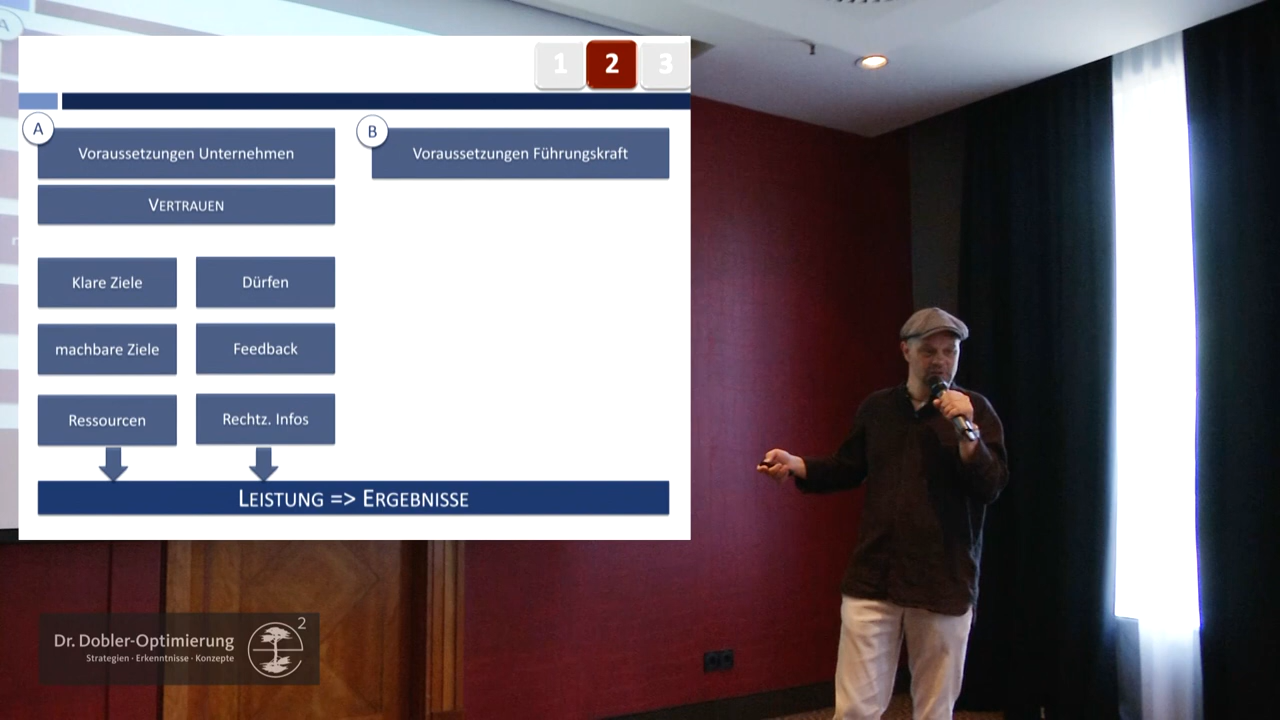 1 2 3
A
B
Voraussetzungen Unternehmen
Voraussetzungen Führungskraft
VERTRAUEN
Klare Ziele
Dürfen
machbare Ziele
Feedback
Ressourcen
Rechtz. Infos
LEISTUNG => ERGEBNISSE
Dr. Dobler-Optimierung
Strategien · Erkenntnisse · Konzepte
2
A